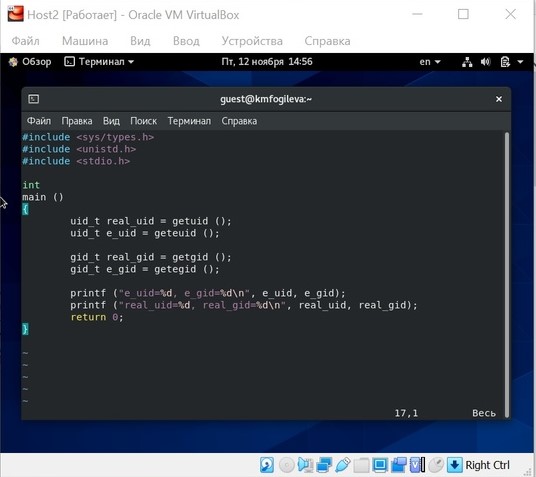 Host2 [Работает] - Oracle VM VirtualBox
Файл Машина Вид Ввод Устройства Справка
Обзор Терминал Пт, 12 ноября 14:56 en
guest@kmfogileva:~
Файл Правка Вид Поиск Терминал Справка
#include <sys/types.h>
#include <unistd.h>
#include <stdio.h>
int
main ()
{
uid_t real_uid = getuid ();
uid_t e_uid = geteuid ();
gid_t real_gid = getgid ();
gid_t e_gid = getegid ();
printf ("e_uid=%d, e_gid=%d\n", e_uid, e_gid);
printf ("real_uid=%d, real_gid=%d\n", real_uid, real_gid);
return 0;
}
~
~
~
~
~
17,1 Весь
Right Ctrl